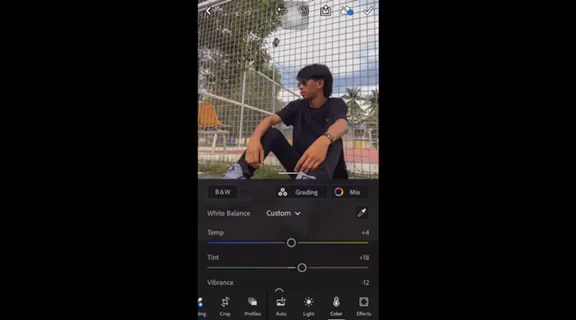 B&W Grading Mix
White Balance Custom
Temp +4
Tint +18
Vibrance -12
Crop Profiles Auto Light Color Effects